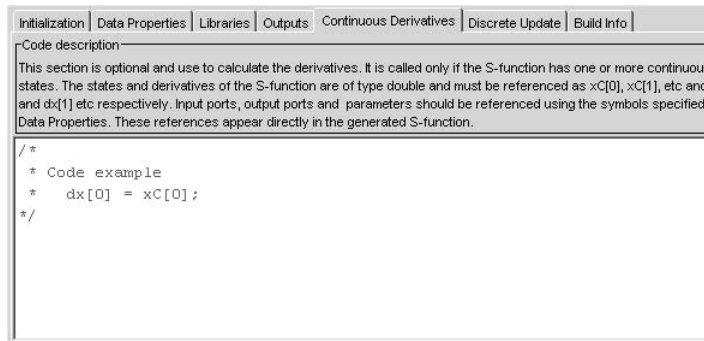 Initialization Data Properties Libraries Outputs Continuous Derivatives Discrete Update Build Info
Code description
This section is optional and use to calculate the derivatives. It is called only if the S-function has one or more
states. The states and derivatives of the S-function are of type double and must be referenced as xC[0], xC[1], etc
and dx[1] etc respectively. Input ports, output ports and parameters should be referenced using the symbols specified
Data Properties. These references appear directly in the generated S-function.
/*
* Code example
* dx[0] = xC[0];
*/